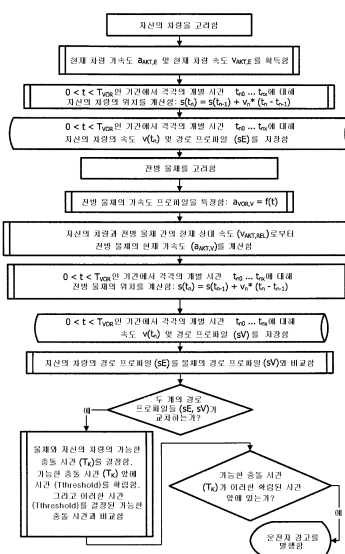 자신의 차량을 고려함
현재 차량 가속도 aAKT,E 및 현재 차량 속도 vAKT,E를 획득함
0 < t < TVOR인 기간에서 각각의 개별 시간 tn0 ... tnx에 대해
자신의 차량의 위치를 계산함: s(tn) = s(tn-1) + vn* (tn - tn-1)
0 < t < TVOR인 기간에서 각각의 개별 시간 tn0 ... tnx에 대해
자신의 차량의 속도 v(tn) 및 경로 프로파일 (sE)를 저장함
전방 물체를 고려함
전방 물체의 가속도 프로파일을 특정함: aVOR,V = f(t)
자신의 차량과 전방 물체 간의 현재 상대 속도 (vAKT,REL)로부터
전방 물체의 현재 가속도 (aAKT,V)를 계산함
0 < t < TVOR인 기간에서 각각의 개별 시간 tn0 ... tnx에 대해
전방 물체의 위치를 계산함: s(tn) = s(tn-1) + vn* (tn - tn-1)
0 < t < TVOR인 기간에서 각각의 개별 시간 tn0 ... tnx에 대해
속도 v(tn) 및 경로 프로파일 (sV)를 저장함
자신의 차량의 경로 프로파일 (sE)를 물체의 경로 프로파일 (sV)와 비교함
두 개의 경로
프로파일들 (sE, sV)가
교차하는가?
예
물체와 자신의 차량의 가능한
충돌 시간 (TK)를 결정함.
가능한 충돌 시간 (TK) 앞에
시간 (Tthreshold)를 확립함.
그리고 이러한 시간
(Tthreshold)를 결정된 가능한
충돌 시간과 비교함
가능한 충돌 시간
(TK)가 이러한 확립된 시간
앞에 있는가?
예
운전자 경고를
발행함